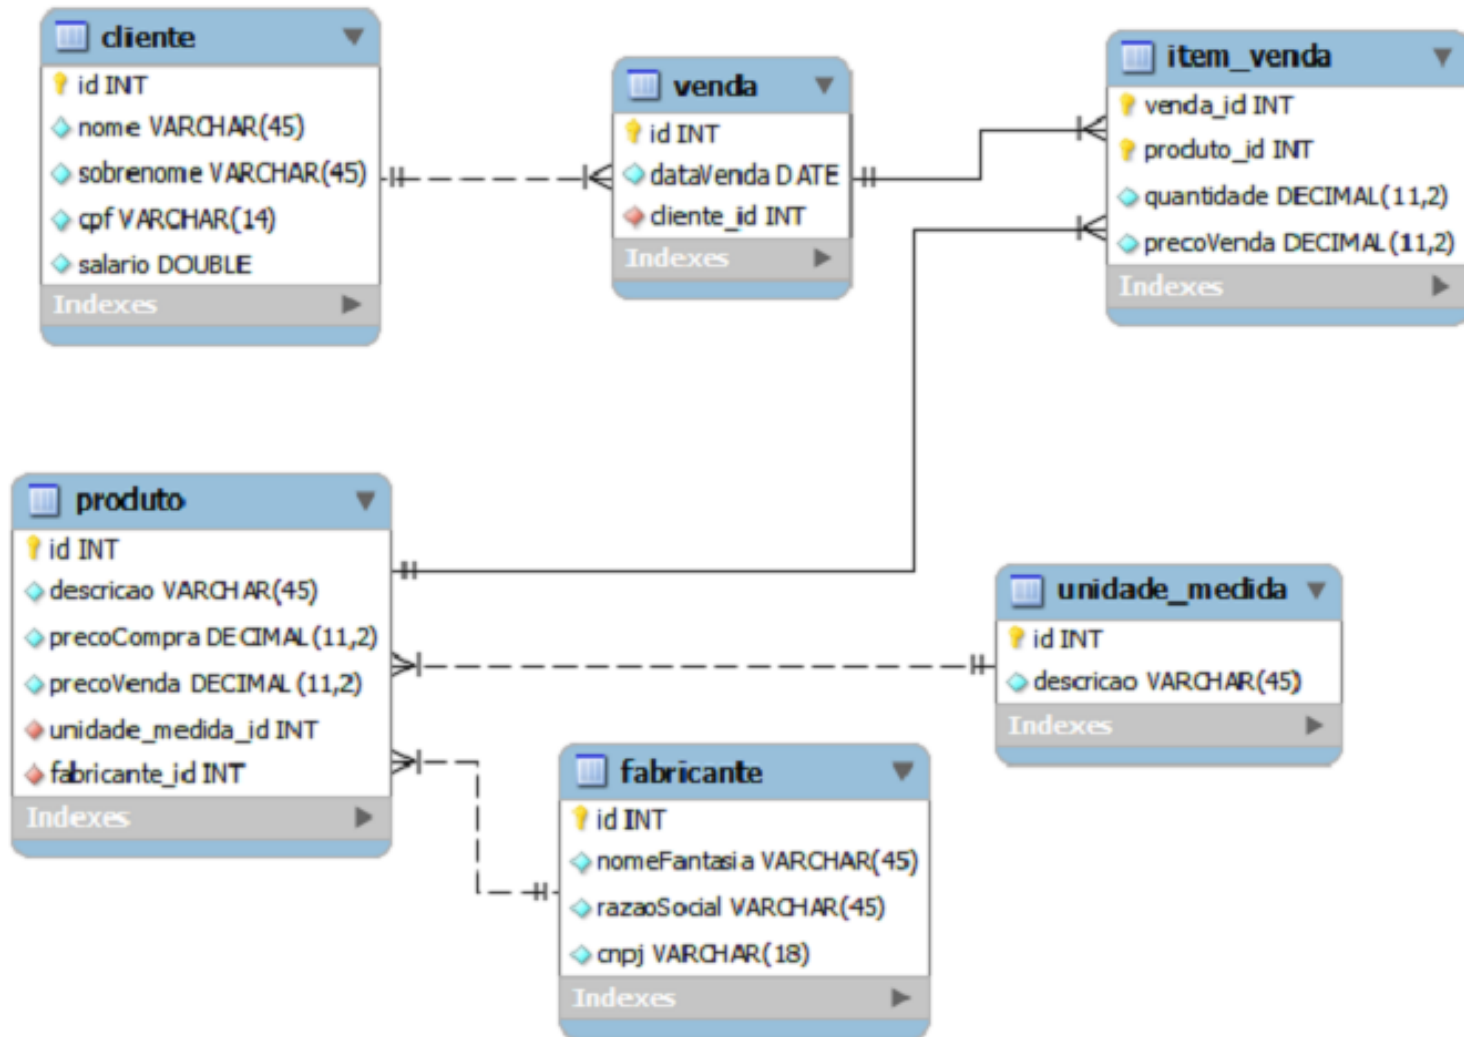 cliente
id INT
nome VARCHAR(45)
sobrenome VARCHAR(45)
cpf VARCHAR(14)
salario DOUBLE
Indexes
venda
id INT
dataVenda DATE
cliente_id INT
Indexes
item_venda
venda_id INT
produto_id INT
quantidade DECIMAL(11,2)
precoVenda DECIMAL(11,2)
Indexes
produto
id INT
descricao VARCHAR(45)
precoCompra DECIMAL(11,2)
precoVenda DECIMAL(11,2)
unidade_medida_id INT
fabricante_id INT
Indexes
unidade_medida
id INT
descricao VARCHAR(45)
Indexes
fabricante
id INT
nomeFantasia VARCHAR(45)
razaoSocial VARCHAR(45)
cnpj VARCHAR(18)
Indexes